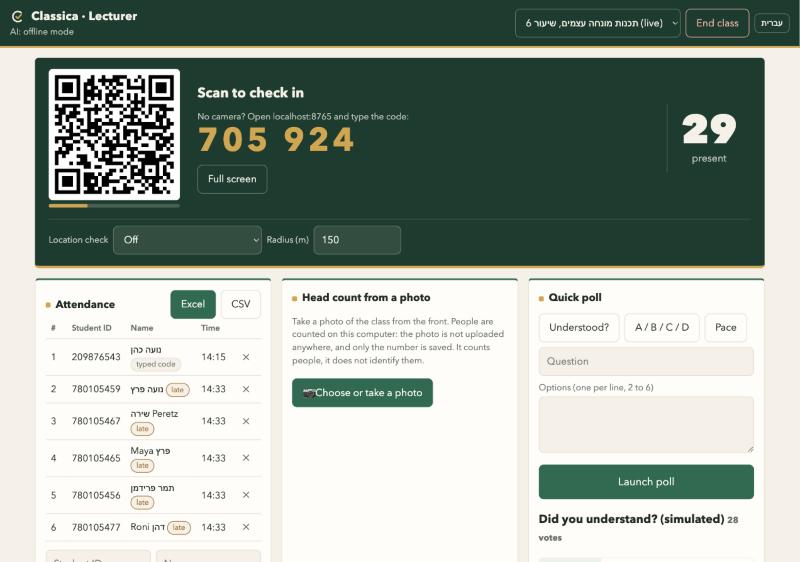 Classica · Lecturer
AI: offline mode
תכנות מונחה עצמים, שיעור 6 (live)
End class
עברית
Scan to check in
No camera? Open localhost:8765 and type the code:
705 924
Full screen
29
present
Location check
Off
Radius (m)
150
Attendance
Excel
CSV
# Student ID Name Time
1 209876543 נועה כהן 14:15 ×
typed code
2 780105459 נועה פרץ late 14:33 ×
3 780105467 שירה Peretz 14:33 ×
late
4 780105465 Maya פרץ 14:33 ×
late
5 780105456 תמר פרידמן 14:33 ×
late
6 780105477 Roni דהן late 14:33 ×
Head count from a photo
Take a photo of the class from the front. People are
counted on this computer: the photo is not uploaded
anywhere, and only the number is saved. It counts
people, it does not identify them.
Choose or take a photo
Quick poll
Understood?
A / B / C / D
Pace
Question
Options (one per line, 2 to 6)
Launch poll
Did you understand? (simulated) 28
votes